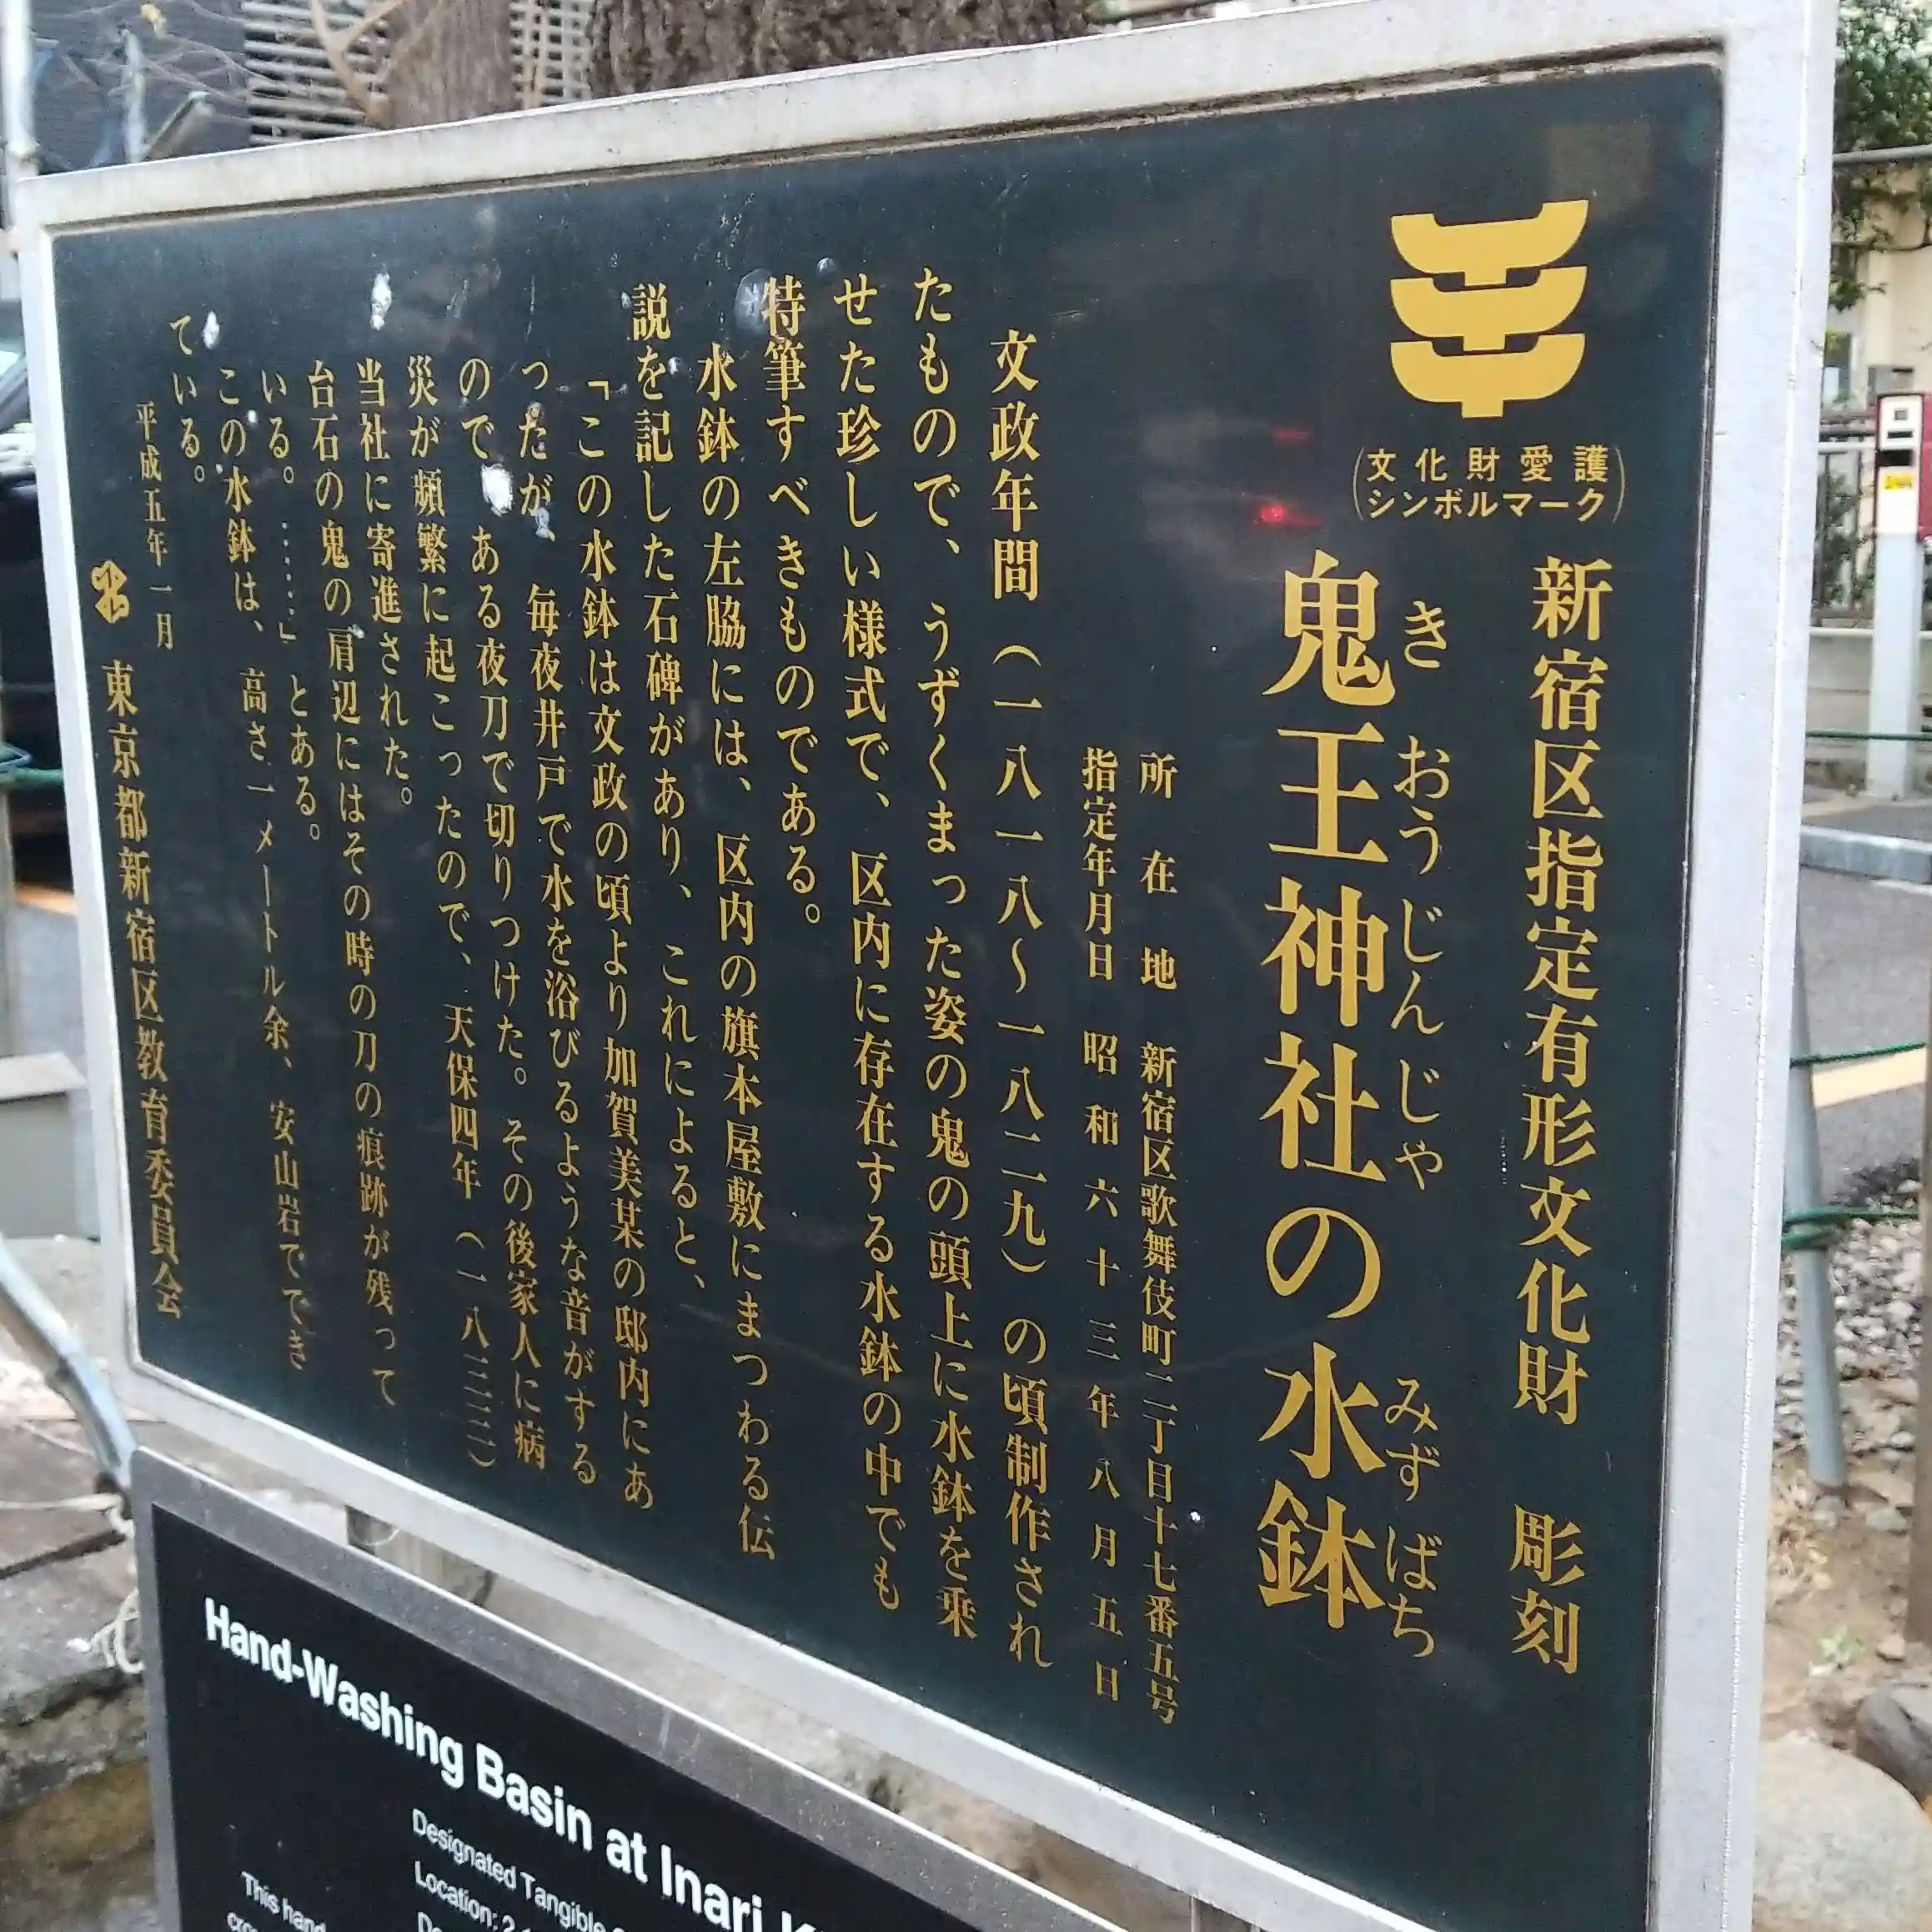 文化財愛護
シンボルマーク
新宿区指定有形文化財 彫刻
きおうじんじゃ みずばち
鬼王神社の水鉢
所在地 新宿区歌舞伎町二丁目十七番五号
指定年月日 昭和六十三年八月五日
文政年間(一八一八〜一八二九)の頃制作され
たもので、うずくまった姿の鬼の頭上に水鉢を乗
せた珍しい様式で、区内に存在する水鉢の中でも
特筆すべきものである。
水鉢の左脇には、区内の旗本屋敷にまつわる伝
説を記した石碑があり、これによると、
「この水鉢は文政の頃より加賀美某の邸内にあ
ったが、毎夜井戸で水を浴びるような音がする
ので、ある夜刀で切りつけた。その後家人に病
災が頻繁に起こったので、天保四年(一八三三)
当社に寄進された。
台石の鬼の肩辺にはその時の刀の痕跡が残って
いる。……」とある。
この水鉢は、高さ一メートル余、安山岩ででき
ている。
平成五年一月
東京都新宿区教育委員会
Hand-Washing Basin at Inari
Designated Tangible
Location: 2
This hand